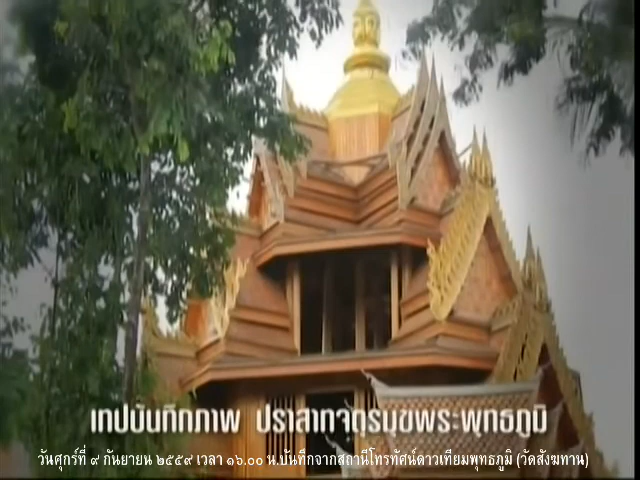 เทปบันทึกภาพ ปราสาทจตุรมุขพระพุทธภูมิ
วันศุกร์ที่ ๙ กันยายน ๒๕๕๙ เวลา ๑๖.๐๐ น.บันทึกจากสถานีโทรทัศน์ดาวเทียมพุทธภูมิ (วัดสังฆทาน)